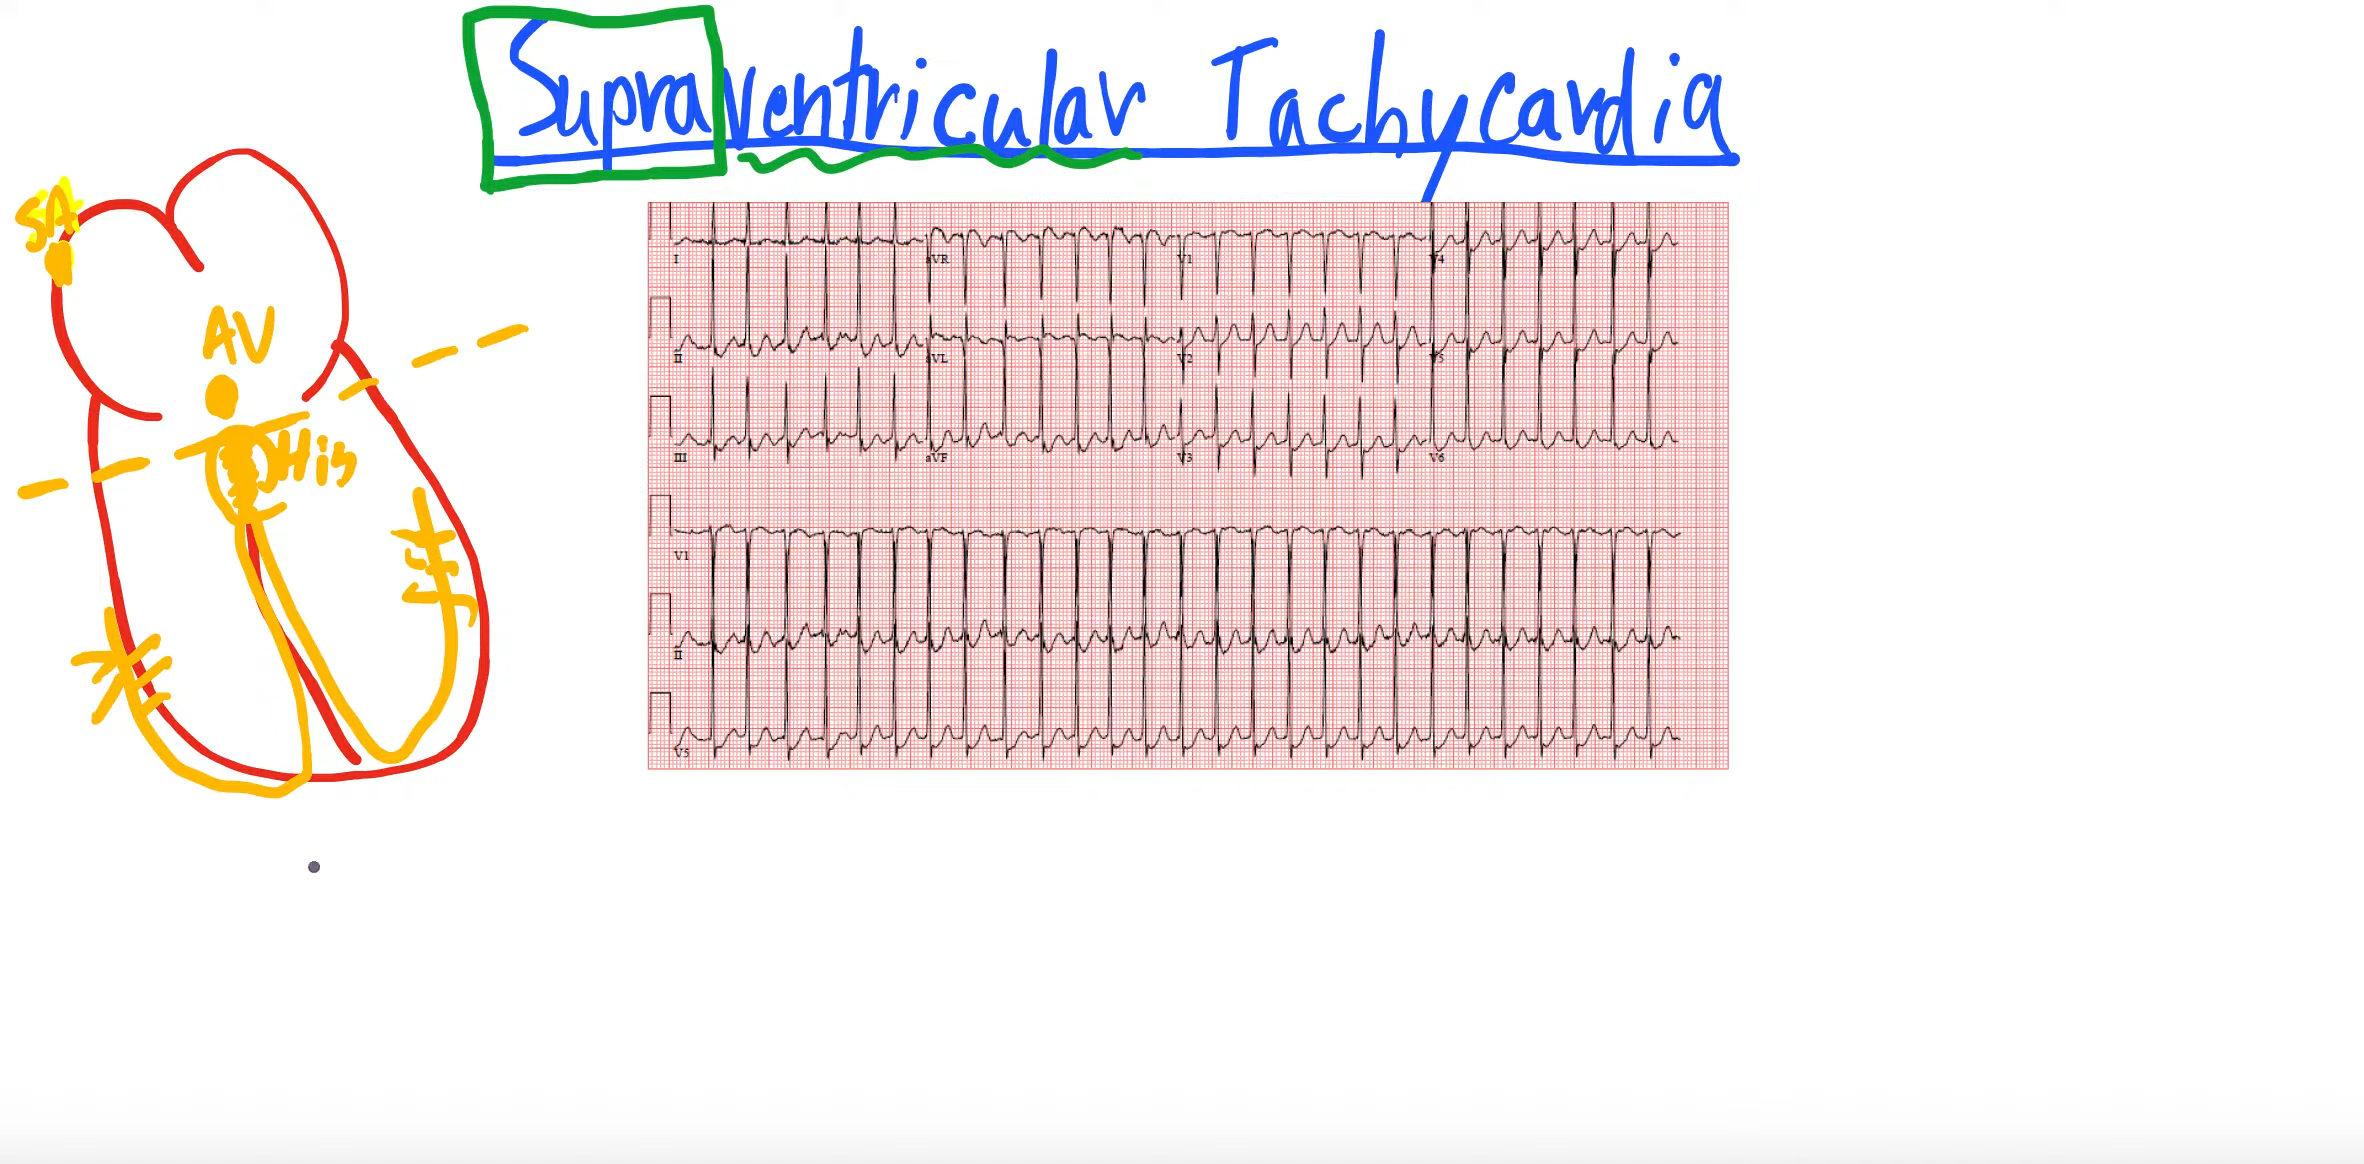 Supraventricular Tachycardia
SA
AV
His
I aVR V1 V4
II aVL V2 V5
III aVF V3 V6
V1
II
V5